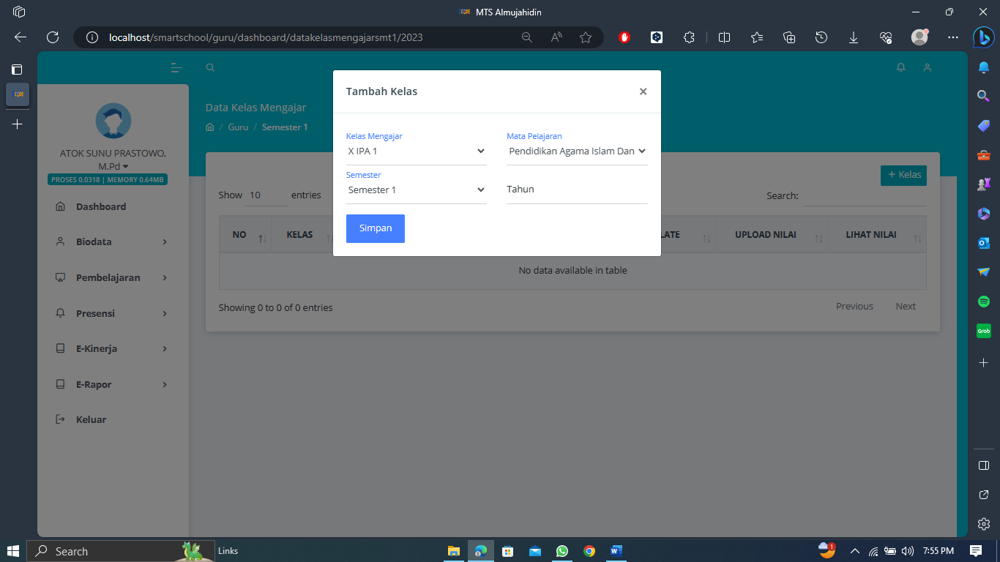 MTS Almujahidin
localhost/smartschool/guru/dashboard/datakelasmengajarsmt1/2023
CODE
Data Kelas Mengajar
Guru / Semester 1
ATOK SUNU PRASTOWO,
M.Pd
PROSES 0.0318 | MEMORY 0.64MB
Dashboard
Biodata
Pembelajaran
Presensi
E-Kinerja
E-Rapor
Keluar
Tambah Kelas ×
Kelas Mengajar Mata Pelajaran
X IPA 1 Pendidikan Agama Islam Dan
Semester
Semester 1 Tahun
Simpan
+ Kelas
Show 10 entries Search:
NO KELAS LATE UPLOAD NILAI LIHAT NILAI
No data available in table
Showing 0 to 0 of 0 entries Previous Next
Grab
Search Links 1 7:55 PM